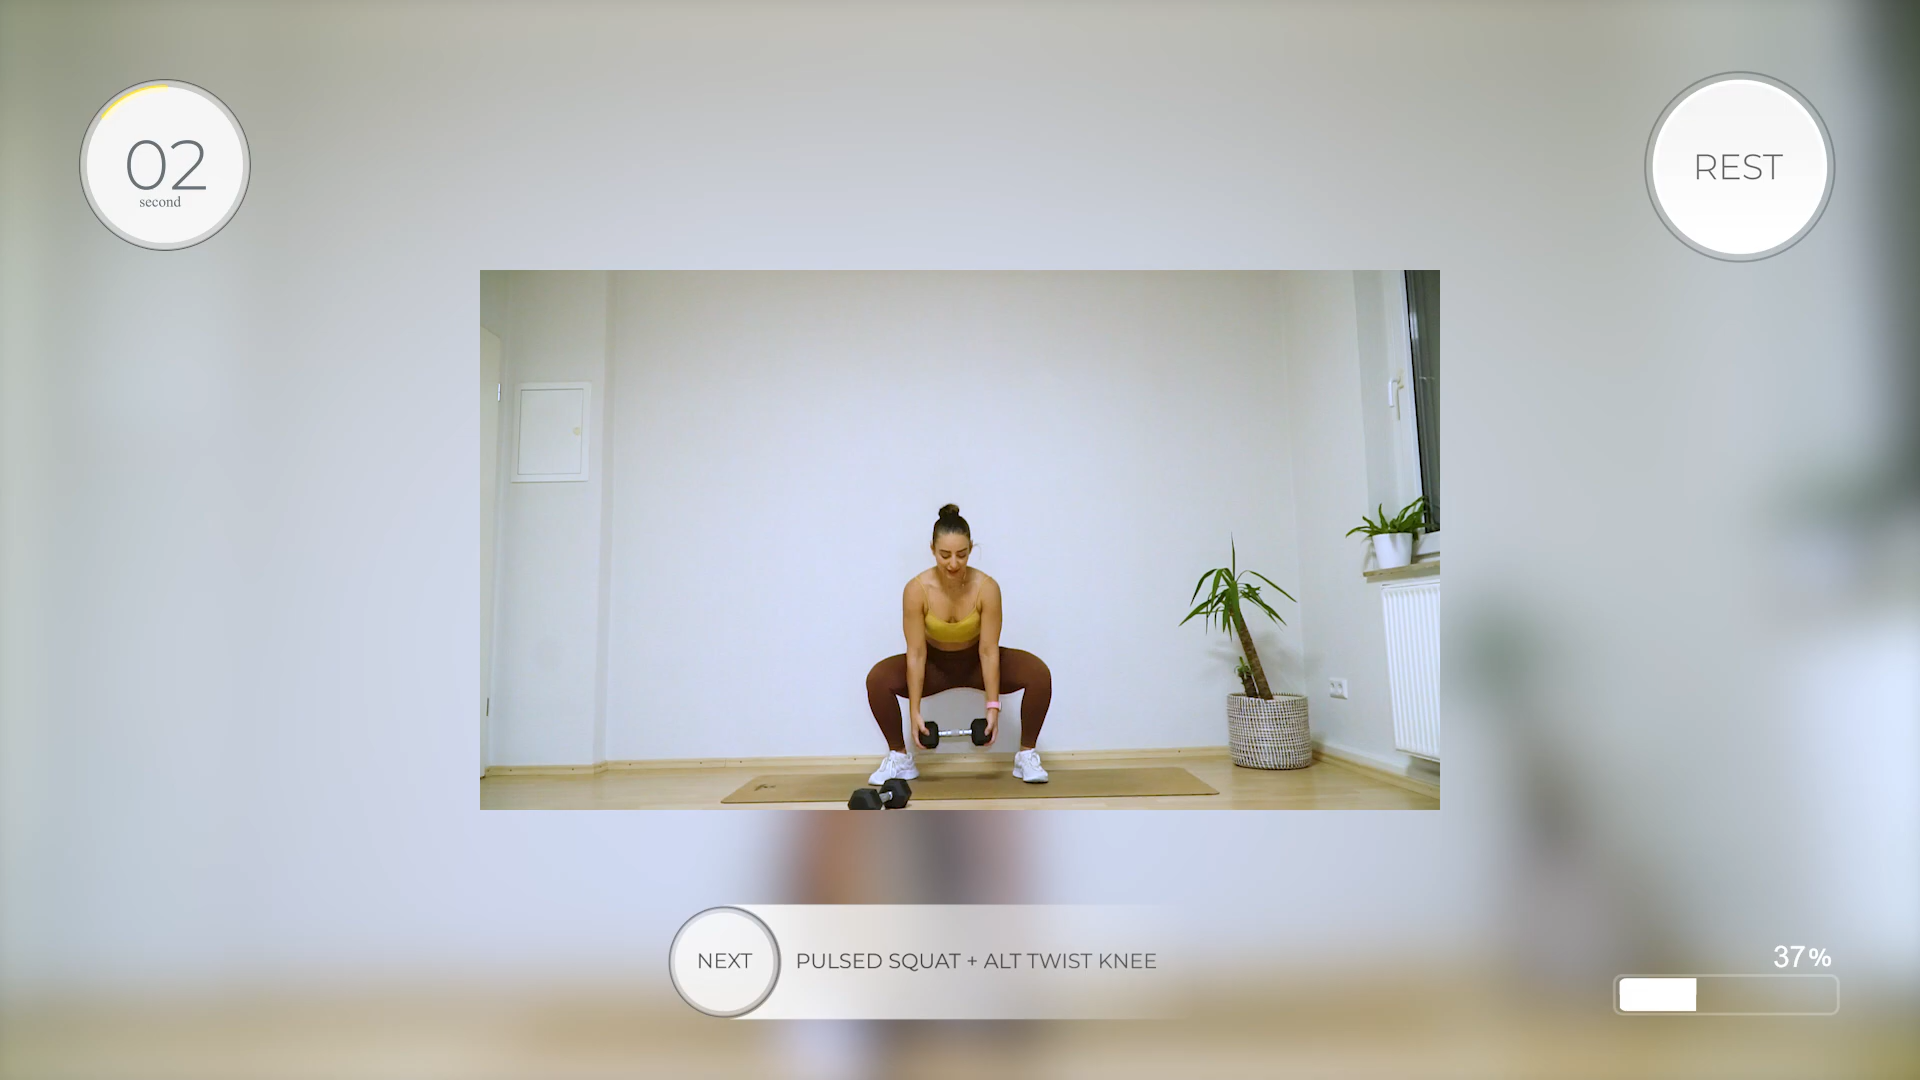 02
second
REST
NEXT
PULSED SQUAT + ALT TWIST KNEE
37%